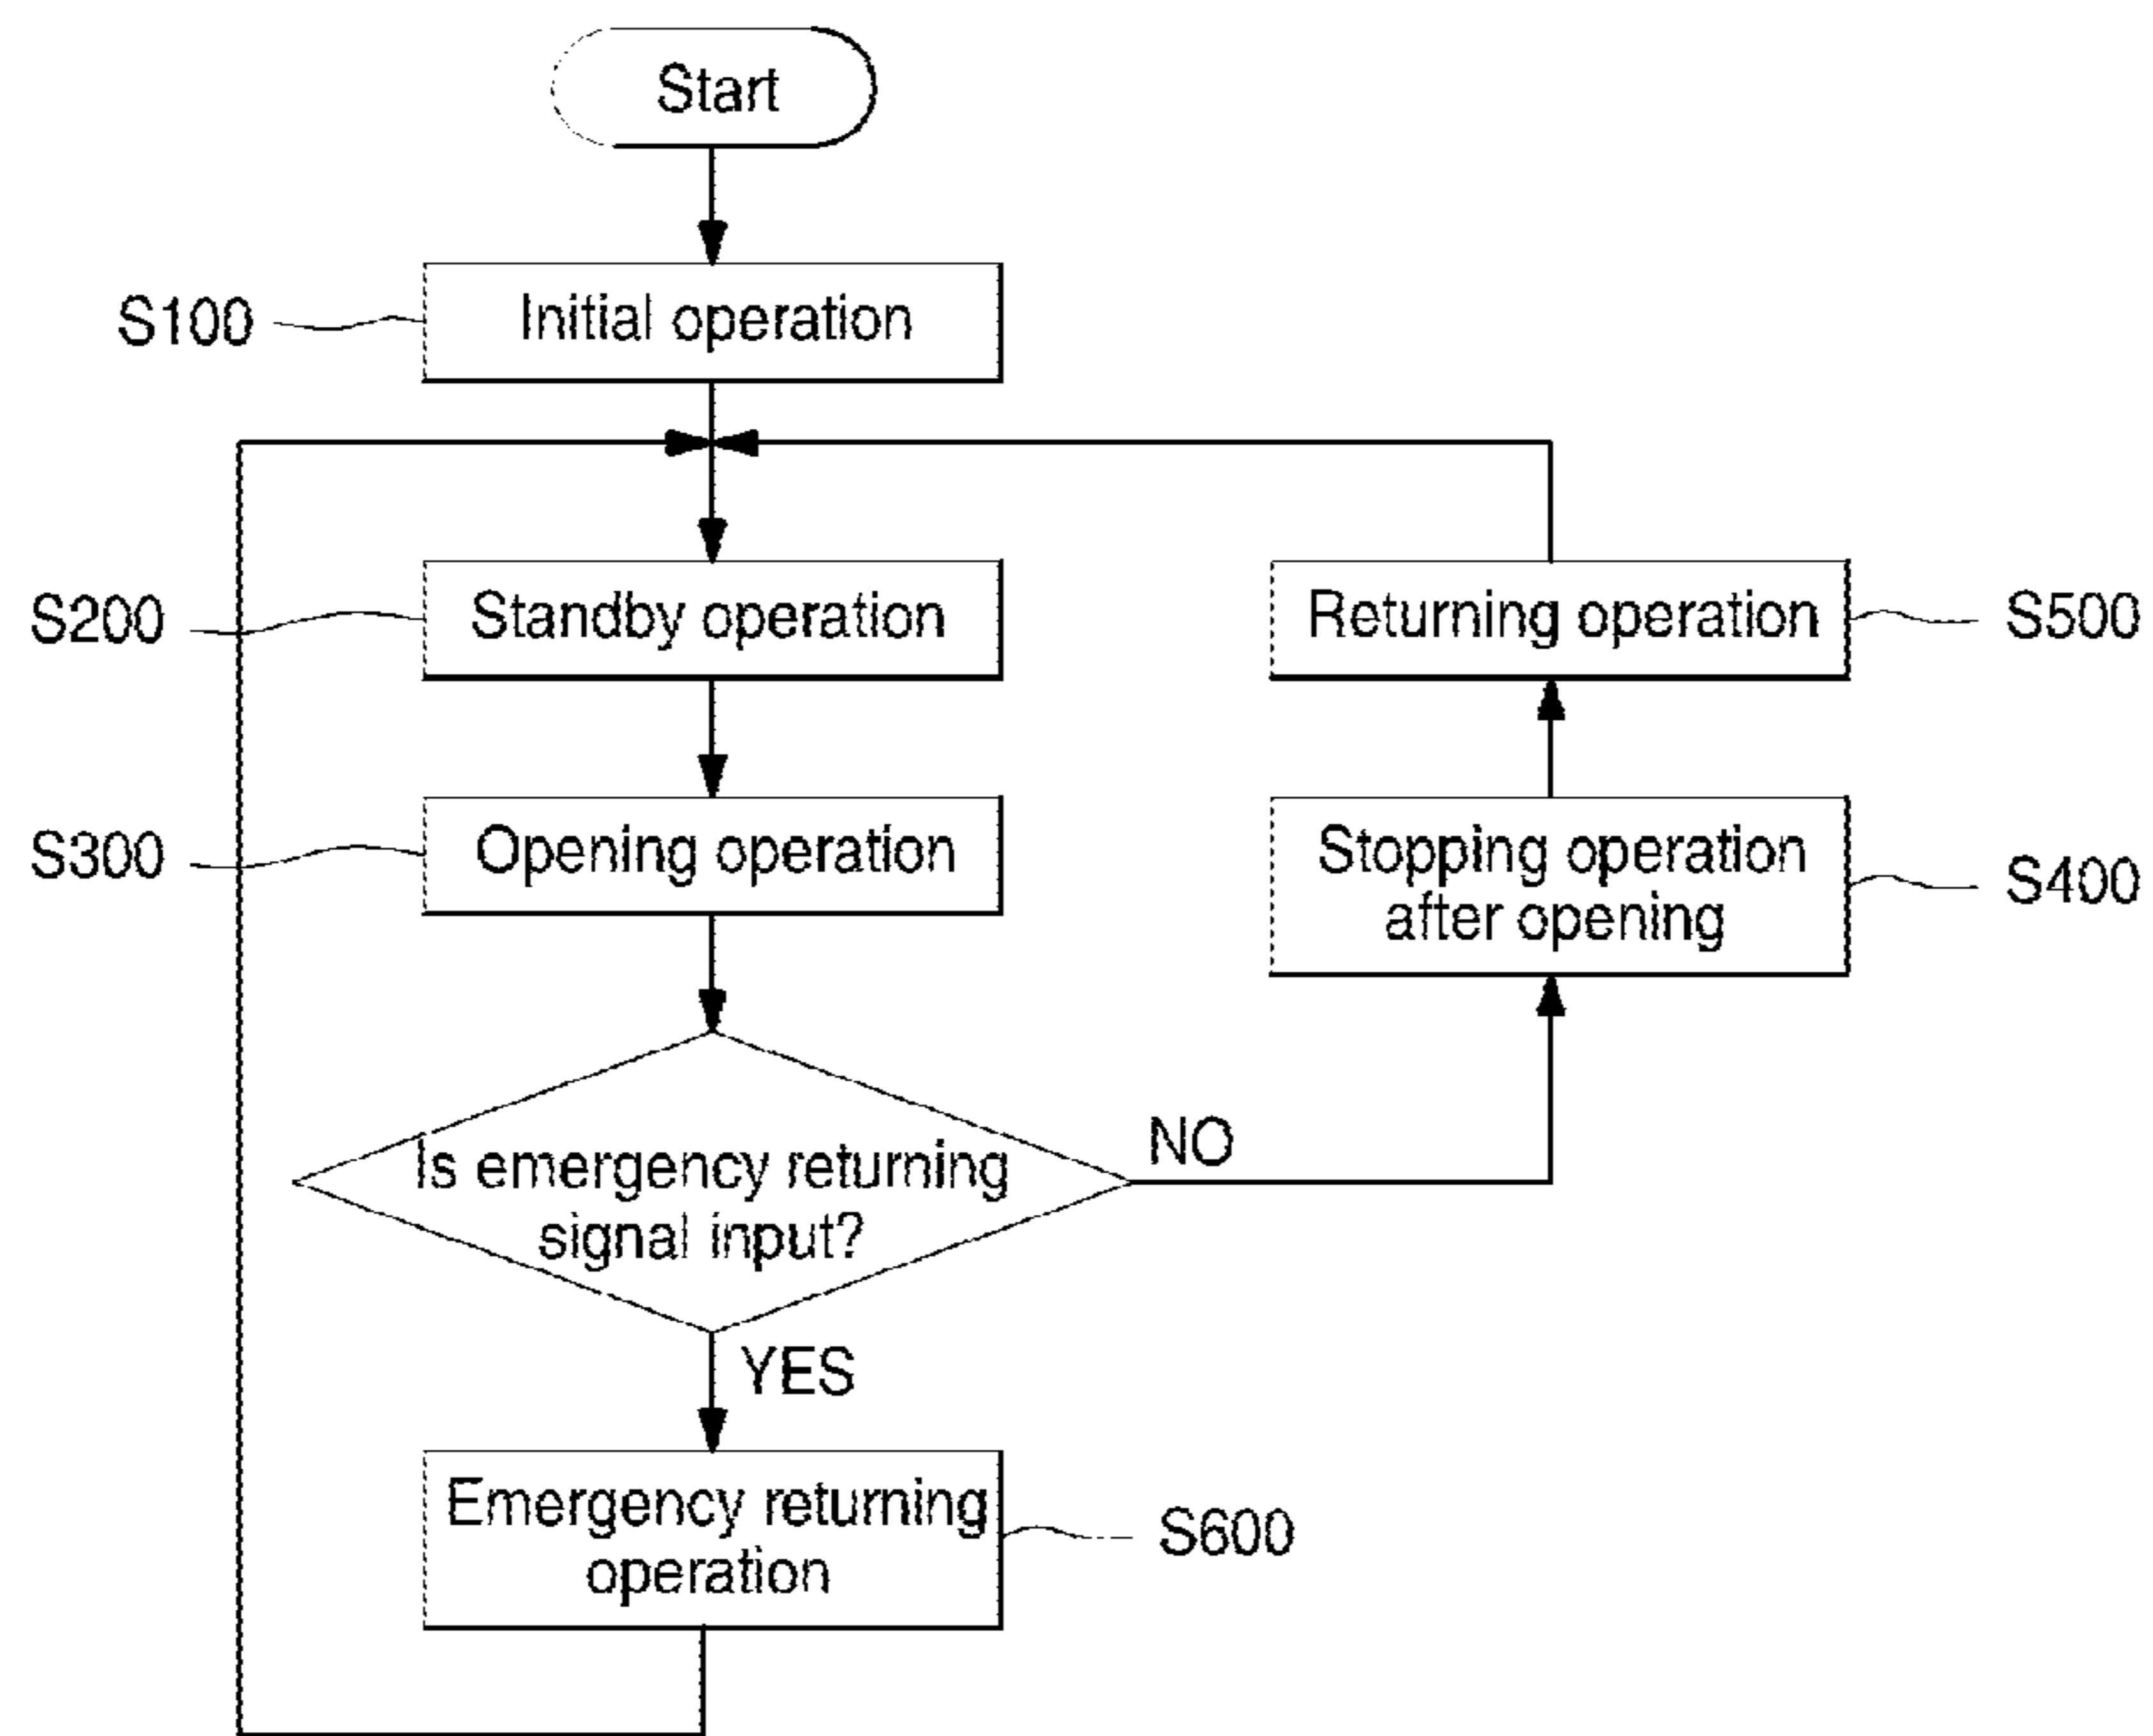 Start
S100
Initial operation
S200
Standby operation
Returning operation
S500
S300
Opening operation
Stopping operation
after opening
S400
Is emergency returning
signal input?
NO
YES
Emergency returning
operation
S600